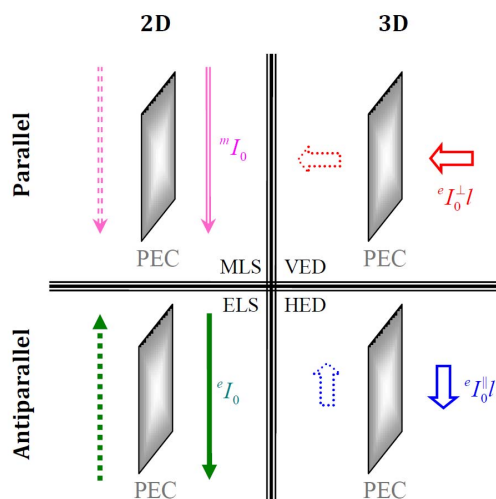 2D 3D
Parallel
ᵐI₀
ᵉI₀^⊥l
PEC PEC
MLS VED
ELS HED
Antiparallel
ᵉI₀
ᵉI₀^∥l
PEC PEC